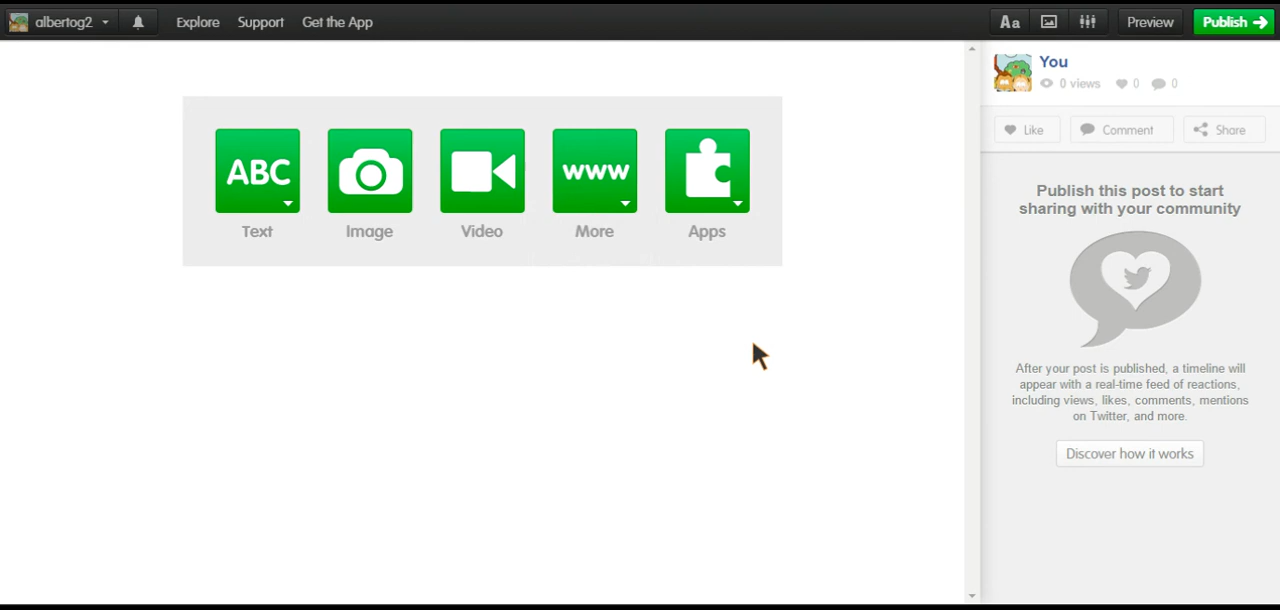 albertog2 Explore Support Get the App Aa Preview Publish
You
0 views 0 0
Like Comment Share
ABC www
Text Image Video More Apps
Publish this post to start
sharing with your community
After your post is published, a timeline will
appear with a real-time feed of reactions,
including views, likes, comments, mentions
on Twitter, and more.
Discover how it works